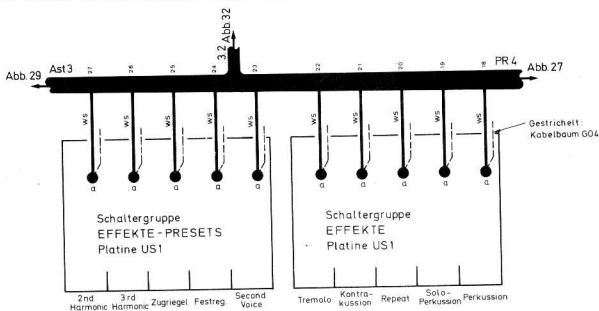 3.2 Abb.32
Abb.29 Ast 3 27 26 25 24 23 22 21 20 19 18 PR 4 Abb.27
ws ws ws ws ws ws ws ws ws ws
Gestrichelt:
Kabelbaum G04
a a a a a a a a a a
Schaltergruppe
EFFEKTE-PRESETS
Platine US1
Schaltergruppe
EFFEKTE
Platine US1
2nd
Harmonic
3rd
Harmonic
Zugriegel
Festreg.
Second
Voice
Tremolo
Kontra-
kussion
Repeat
Solo-
Perkussion
Perkussion